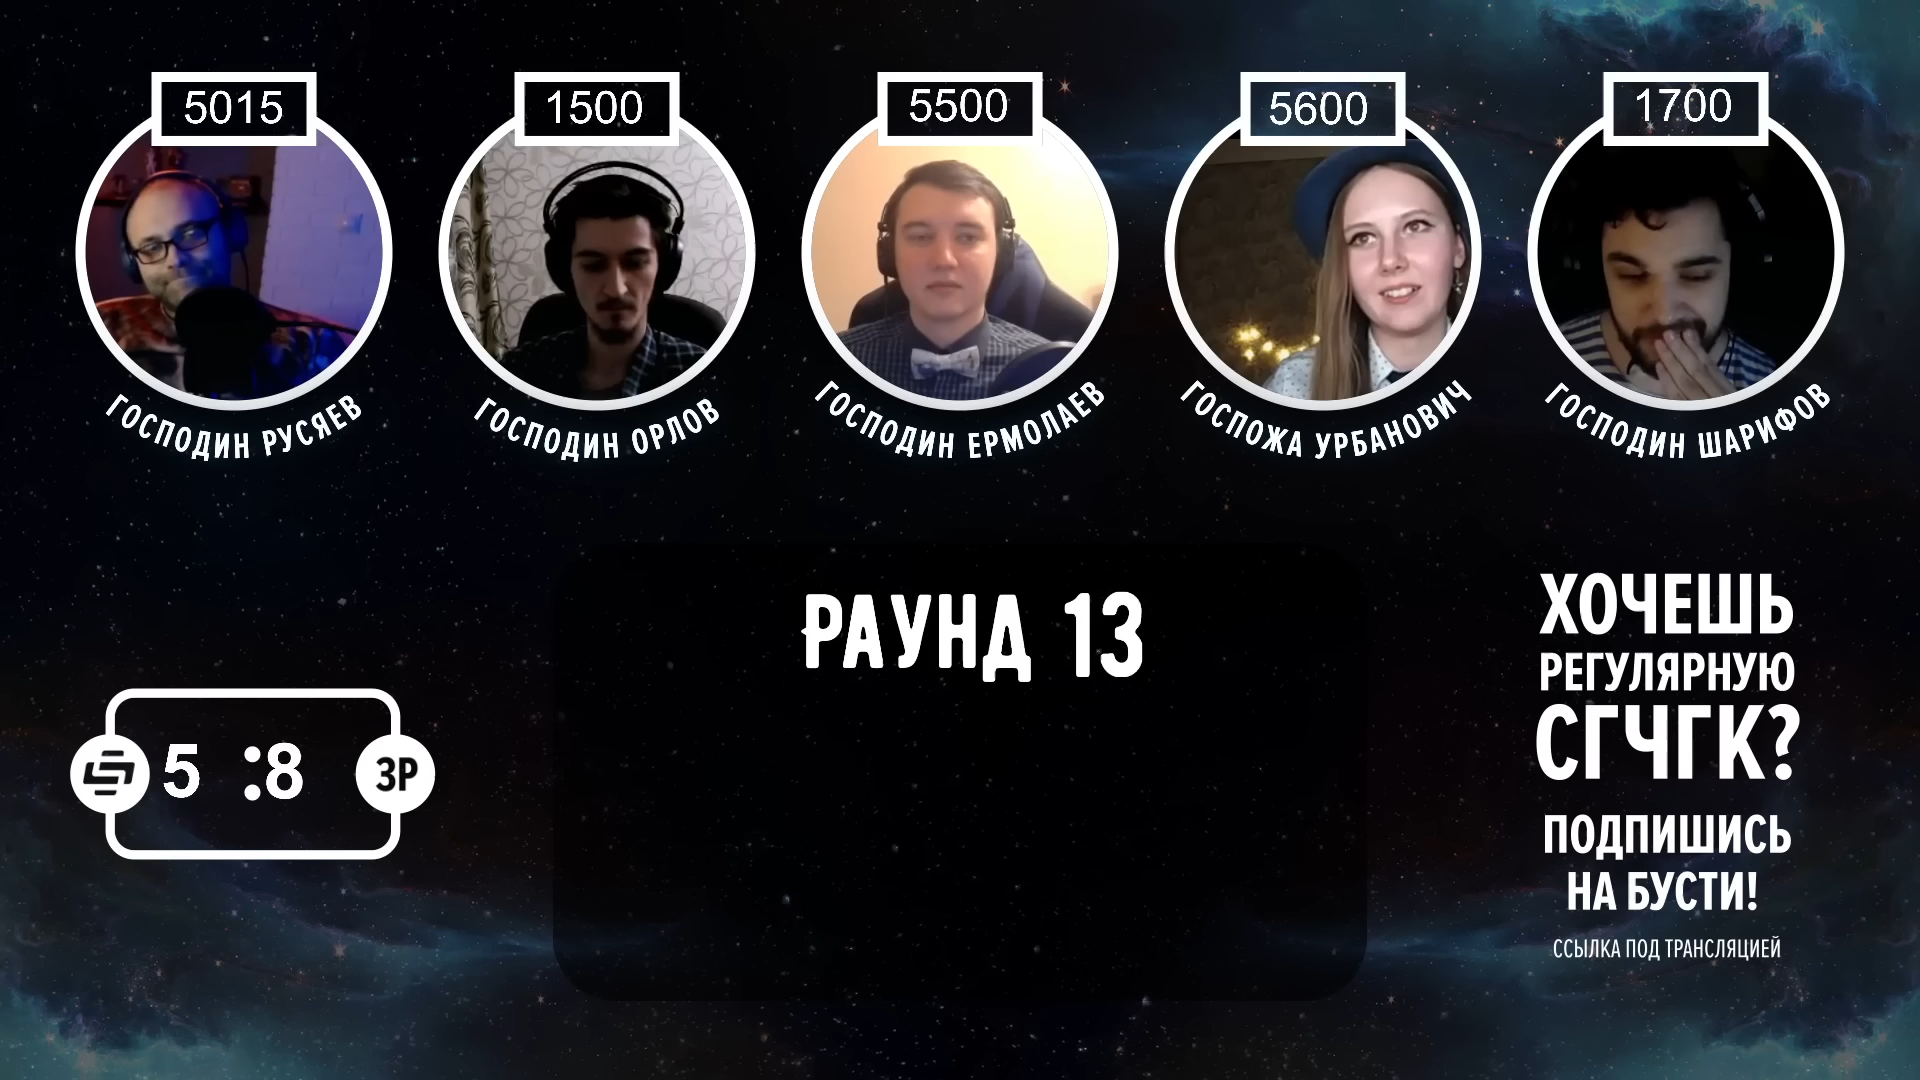 5015
1500
5500
5600
1700
ГОСПОДИН РУСЯЕВ
ГОСПОДИН ОРЛОВ
ГОСПОДИН ЕРМОЛАЕВ
ГОСПОЖА УРБАНОВИЧ
ГОСПОДИН ШАРИФОВ
РАУНД 13
5 :8 ЗР
ХОЧЕШЬ
РЕГУЛЯРНУЮ
СГЧГК?
ПОДПИШИСЬ
НА БУСТИ!
ССЫЛКА ПОД ТРАНСЛЯЦИЕЙ